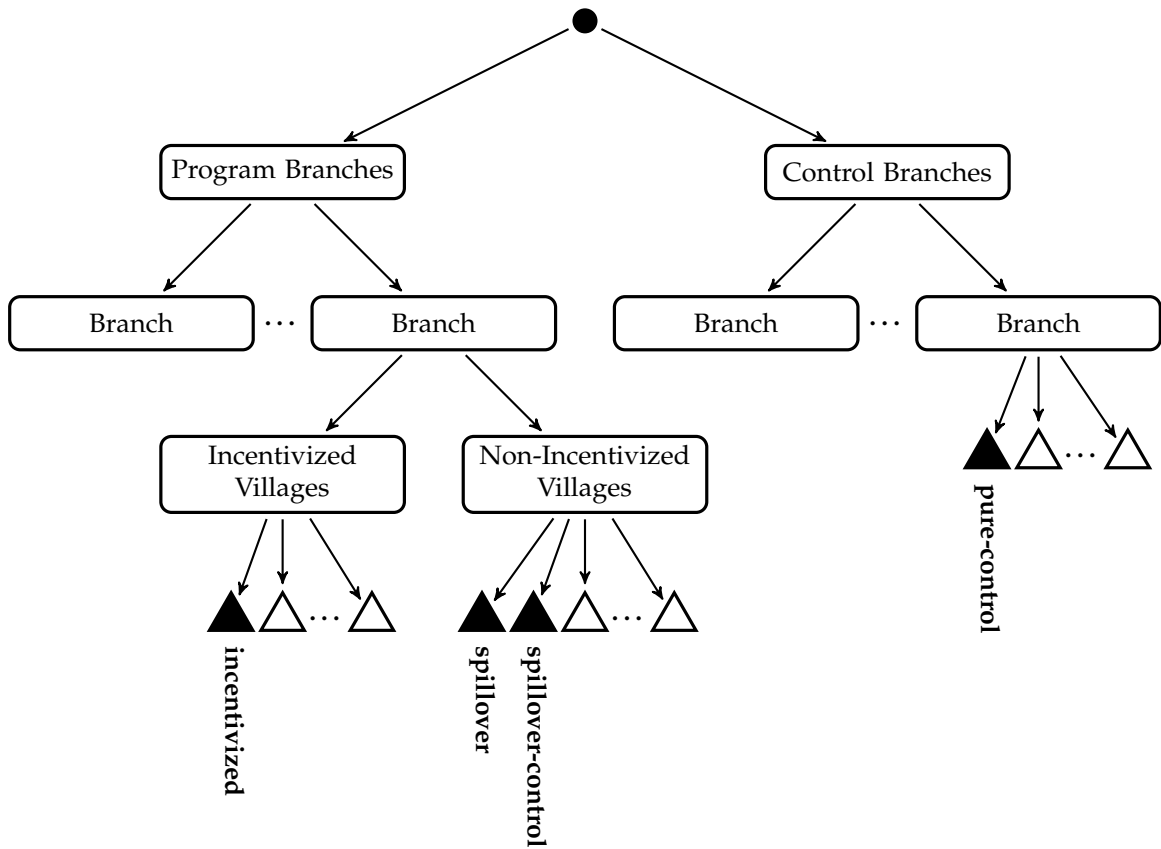 Program Branches
Control Branches
Branch
...
Branch
Branch
...
Branch
Incentivized
Villages
Non-Incentivized
Villages
...
pure-control
...
...
incentivized
spillover
spillover-control